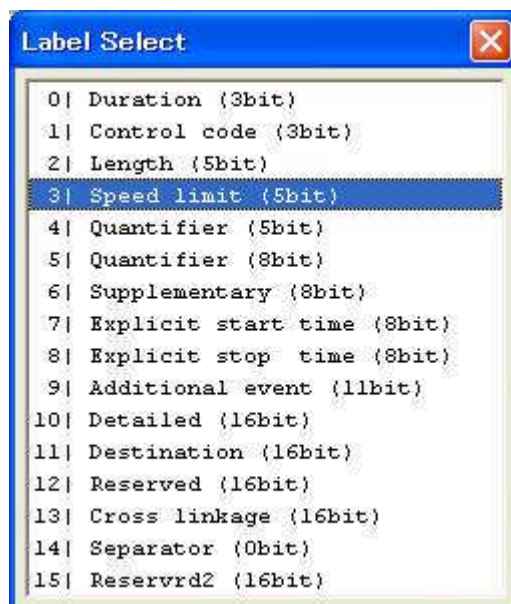 Label Select
0| Duration (3bit)
1| Control code (3bit)
2| Length (5bit)
3| Speed limit (5bit)
4| Quantifier (5bit)
5| Quantifier (8bit)
6| Supplementary (8bit)
7| Explicit start time (8bit)
8| Explicit stop  time (8bit)
9| Additional event (11bit)
10| Detailed (16bit)
11| Destination (16bit)
12| Reserved (16bit)
13| Cross linkage (16bit)
14| Separator (0bit)
15| Reservrd2 (16bit)